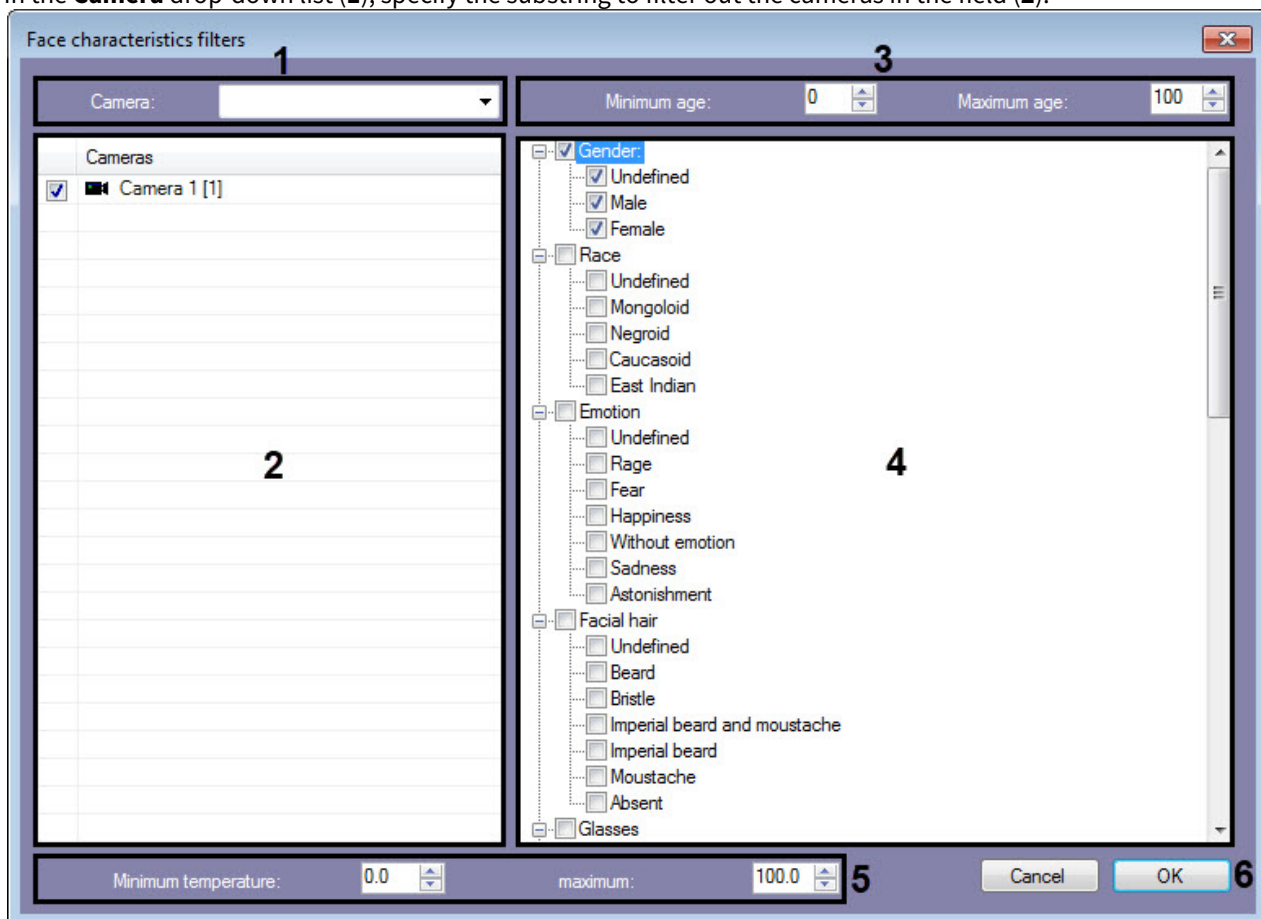 In the Camera drop-down list (1), specify the substring to filter out the cameras in the field (2).
Face characteristics filters
1
3
Camera:
Minimum age: 0 Maximum age: 100
Cameras
Camera 1 [1]
2
Gender:
Undefined
Male
Female
Race
Undefined
Mongoloid
Negroid
Caucasoid
East Indian
Emotion
Undefined
Rage
Fear
Happiness
Without emotion
Sadness
Astonishment
4
Facial hair
Undefined
Beard
Bristle
Imperial beard and moustache
Imperial beard
Moustache
Absent
Glasses
Minimum temperature: 0.0 maximum: 100.0 5
Cancel OK 6